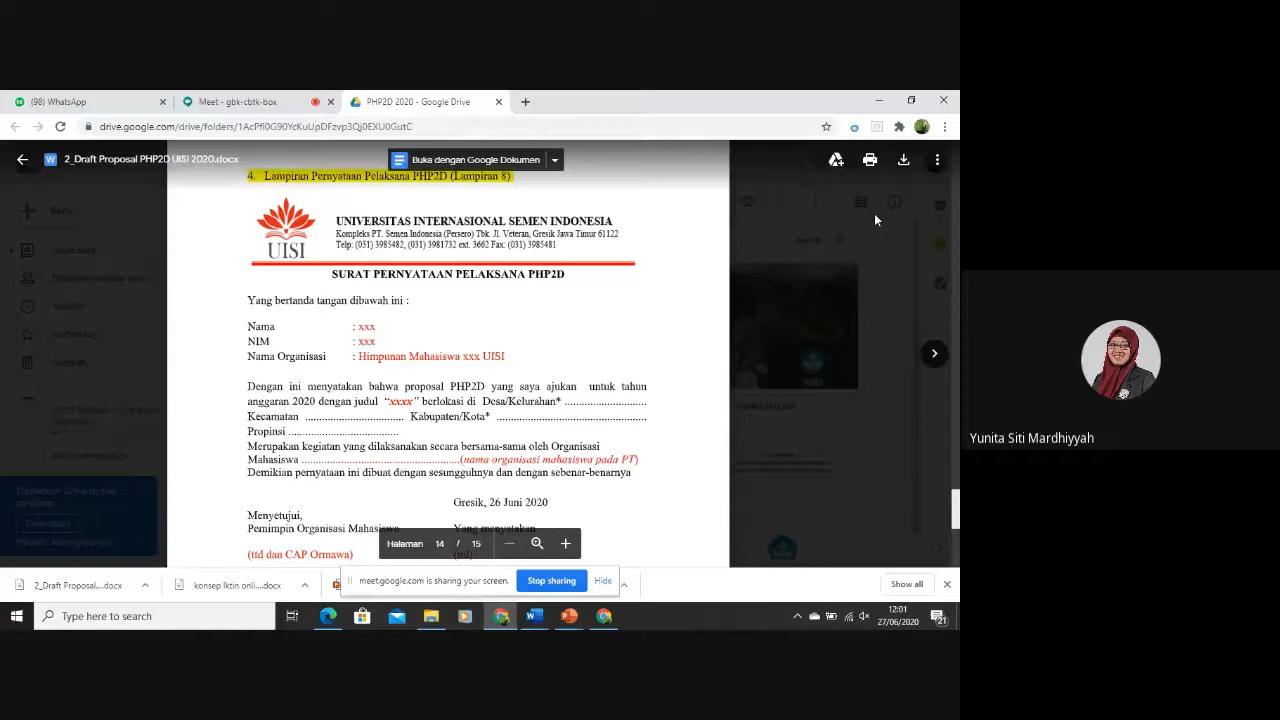 (98) WhatsApp
Meet - gbk-cbtk-box
PHP2D 2020 - Google Drive
drive.google.com/drive/folders/1AcPfl0G90YcKuUpDFzvp3Qj0EXU0GutC
2_Draft Proposal PHP2D UISI 2020.docx
Buka dengan Google Dokumen
4. Lampiran Pernyataan Pelaksana PHP2D (Lampiran 8)
UISI
UNIVERSITAS INTERNASIONAL SEMEN INDONESIA
Kompleks PT. Semen Indonesia (Persero) Tbk. Jl. Veteran, Gresik Jawa Timur 61122
Telp: (031) 3985482, (031) 3981732 ext. 3662 Fax: (031) 3985481
SURAT PERNYATAAN PELAKSANA PHP2D
Yang bertanda tangan dibawah ini :
Nama : xxx
NIM : xxx
Nama Organisasi : Himpunan Mahasiswa xxx UISI
Dengan ini menyatakan bahwa proposal PHP2D yang saya ajukan untuk tahun
anggaran 2020 dengan judul “xxxx” berlokasi di Desa/Kelurahan* ............................
Kecamatan .................................. Kabupaten/Kota* ...................................................
Propinsi ......................................
Merupakan kegiatan yang dilaksanakan secara bersama-sama oleh Organisasi
Mahasiswa ......................................................(nama organisasi mahasiswa pada PT)
Demikian pernyataan ini dibuat dengan sesungguhnya dan dengan sebenar-benarnya
Gresik, 26 Juni 2020
Menyetujui,
Pemimpin Organisasi Mahasiswa Yang menyatakan
(ttd dan CAP Ormawa) (ttd)
Halaman 14 / 15
Yunita Siti Mardhiyyah
meet.google.com is sharing your screen.
Stop sharing
Hide
2_Draft Proposal....docx
konsep lktin onli....docx
Show all
Type here to search
12:01
27/06/2020
21